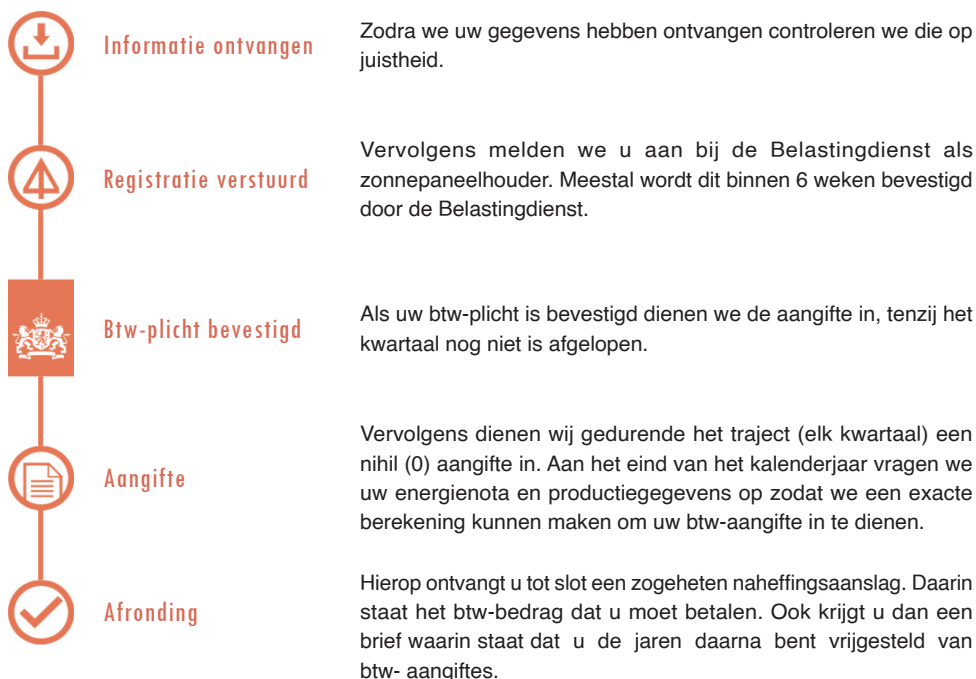 Informatie ontvangen
Zodra we uw gegevens hebben ontvangen controleren we die op
juistheid.
Registratie verstuurd
Vervolgens melden we u aan bij de Belastingdienst als
zonnepaneelhouder. Meestal wordt dit binnen 6 weken bevestigd
door de Belastingdienst.
Btw-plicht bevestigd
Als uw btw-plicht is bevestigd dienen we de aangifte in, tenzij het
kwartaal nog niet is afgelopen.
Aangifte
Vervolgens dienen wij gedurende het traject (elk kwartaal) een
nihil (0) aangifte in. Aan het eind van het kalenderjaar vragen we
uw energienota en productiegegevens op zodat we een exacte
berekening kunnen maken om uw btw-aangifte in te dienen.
Afronding
Hierop ontvangt u tot slot een zogeheten naheffingsaanslag. Daarin
staat het btw-bedrag dat u moet betalen. Ook krijgt u dan een
brief waarin staat dat u de jaren daarna bent vrijgesteld van
btw- aangiftes.